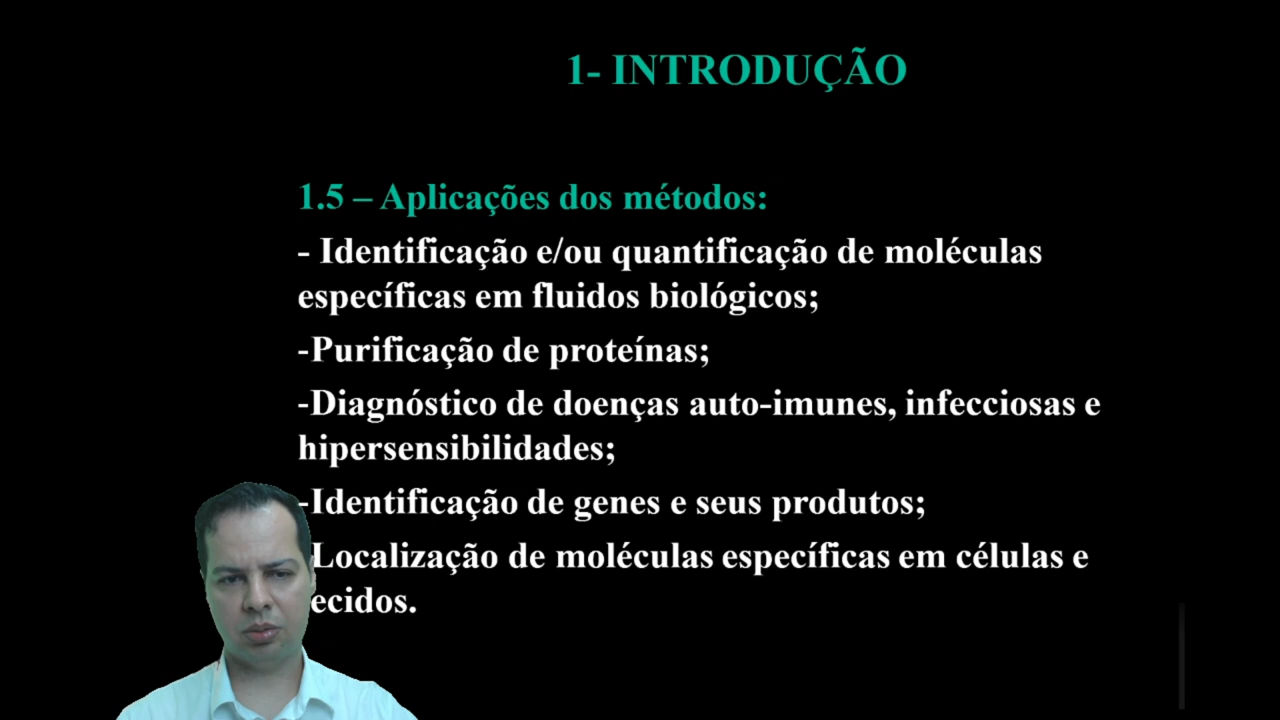 1- INTRODUÇÃO
1.5 – Aplicações dos métodos:
- Identificação e/ou quantificação de moléculas
específicas em fluidos biológicos;
-Purificação de proteínas;
-Diagnóstico de doenças auto-imunes, infecciosas e
hipersensibilidades;
-Identificação de genes e seus produtos;
Localização de moléculas específicas em células e
ecidos.